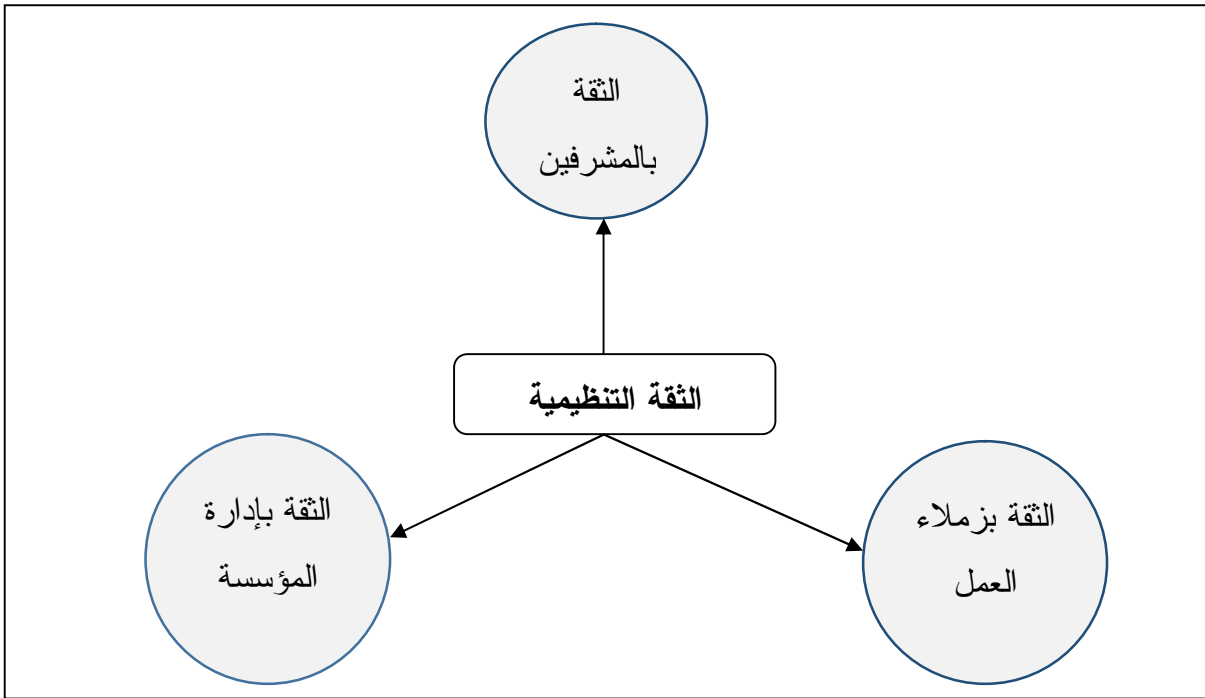 الثقة
بالمشرفين
الثقة التنظيمية
الثقة بزملاء
العمل
الثقة بإدارة
المؤسسة